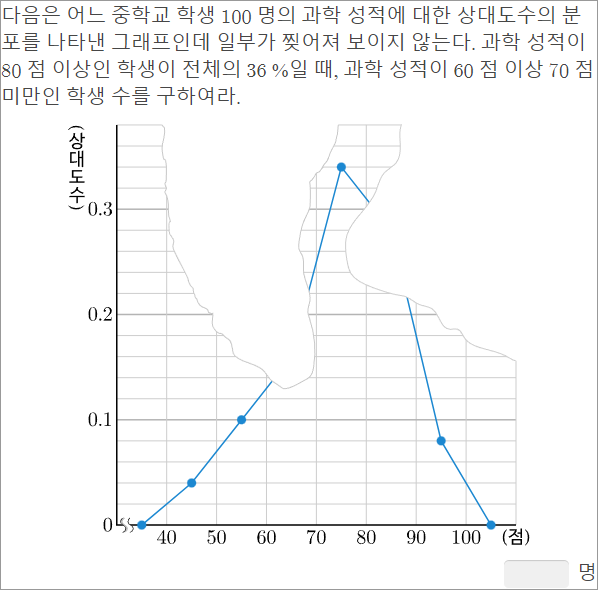 다음은 어느 중학교 학생 100 명의 과학 성적에 대한 상대도수의 분
포를 나타낸 그래프인데 일부가 찢어져 보이지 않는다. 과학 성적이
80 점 이상인 학생이 전체의 36 %일 때, 과학 성적이 60 점 이상 70 점
미만인 학생 수를 구하여라.
(상대도수)
0.3
0.2
0.1
0
40 50 60 70 80 90 100 (점)
명